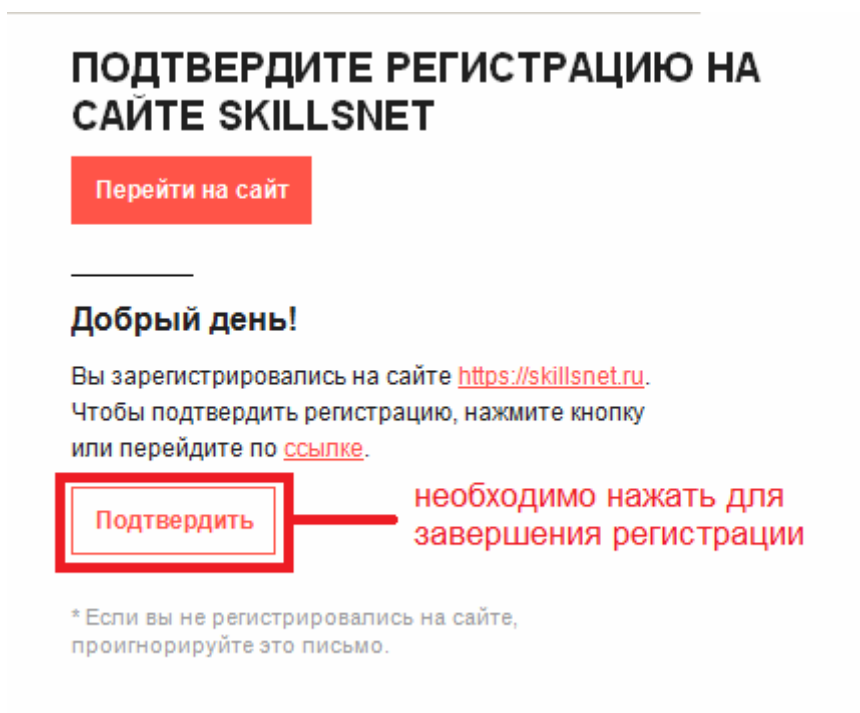 ПОДТВЕРДИТЕ РЕГИСТРАЦИЮ НА
САЙТЕ SKILLSNET
Перейти на сайт
Добрый день!
Вы зарегистрировались на сайте https://skillsnet.ru.
Чтобы подтвердить регистрацию, нажмите кнопку
или перейдите по ссылке.
Подтвердить
необходимо нажать для
завершения регистрации
* Если вы не регистрировались на сайте,
проигнорируйте это письмо.